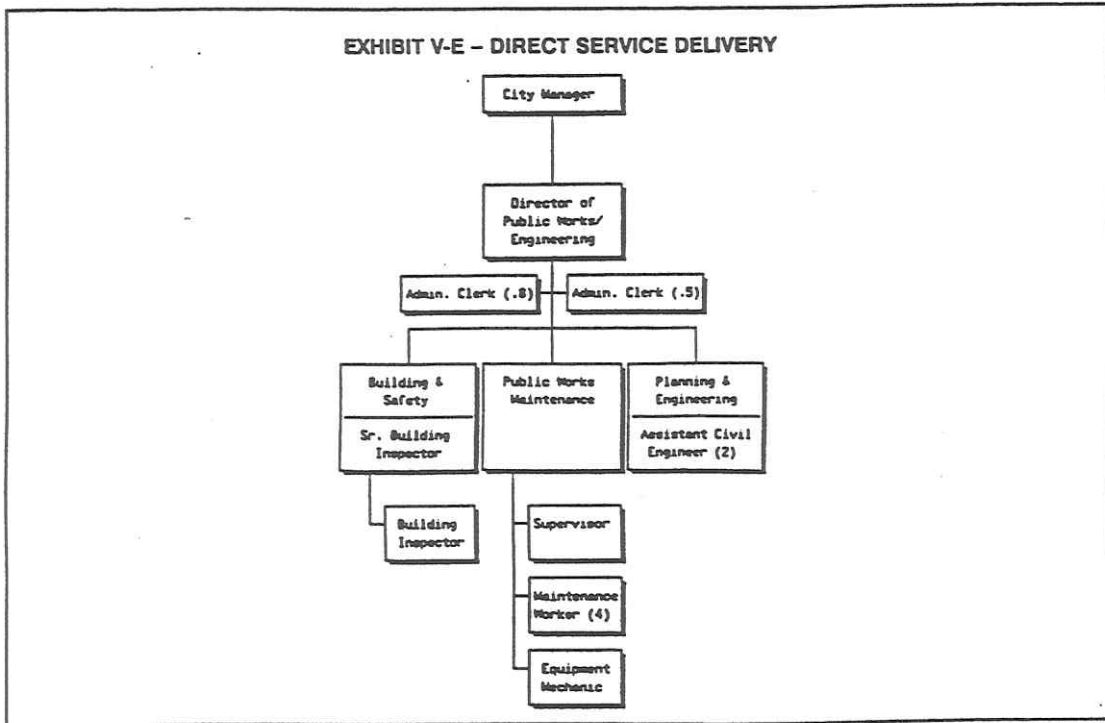 EXHIBIT V-E – DIRECT SERVICE DELIVERY
City Manager
Director of
Public Works/
Engineering
Admin. Clerk (.8)
Admin. Clerk (.5)
Building &
Safety
Sr. Building
Inspector
Public Works
Maintenance
Planning &
Engineering
Assistant Civil
Engineer (2)
Building
Inspector
Supervisor
Maintenance
Worker (4)
Equipment
Mechanic